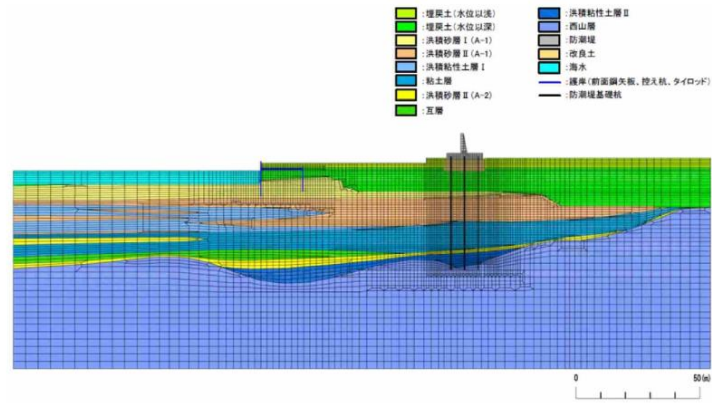 :埋戻土(水位以浅)
:埋戻土(水位以深)
:洪積砂層Ⅰ(A-1)
:洪積砂層Ⅱ(A-1)
:洪積粘性土層Ⅰ
:粘土層
:洪積砂層Ⅱ(A-2)
:互層
:洪積粘性土層Ⅱ
:西山層
:防潮堤
:改良土
:海水
:護岸(前面鋼矢板、控え杭、タイロッド)
:防潮堤基礎杭
0 50(m)